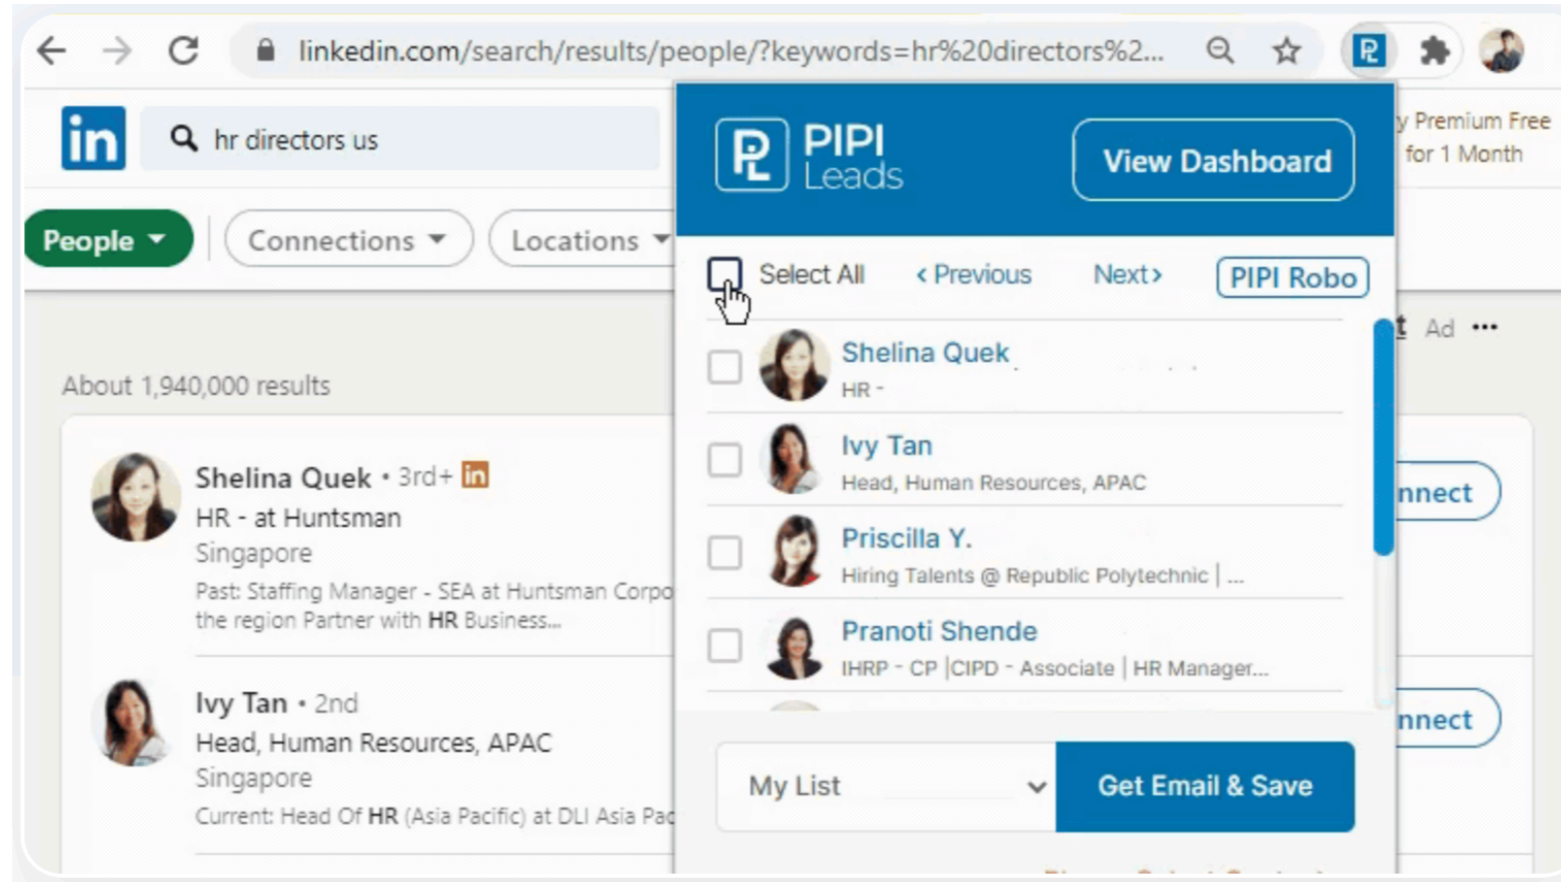 linkedin.com/search/results/people/?keywords=hr%20directors%2...
in
hr directors us
PIPI
Leads
View Dashboard
y Premium Free
for 1 Month
People
Connections
Locations
Select All
Previous
Next
PIPI Robo
Ad
About 1,940,000 results
Shelina Quek
HR -
Ivy Tan
Head, Human Resources, APAC
Priscilla Y.
Hiring Talents @ Republic Polytechnic | ...
Pranoti Shende
IHRP - CP |CIPD - Associate | HR Manager...
My List
Get Email & Save
Shelina Quek • 3rd+ in
HR - at Huntsman
Singapore
Past: Staffing Manager - SEA at Huntsman Corpo
the region Partner with HR Business...
nnect
Ivy Tan • 2nd
Head, Human Resources, APAC
Singapore
Current: Head Of HR (Asia Pacific) at DLI Asia Pac
nnect